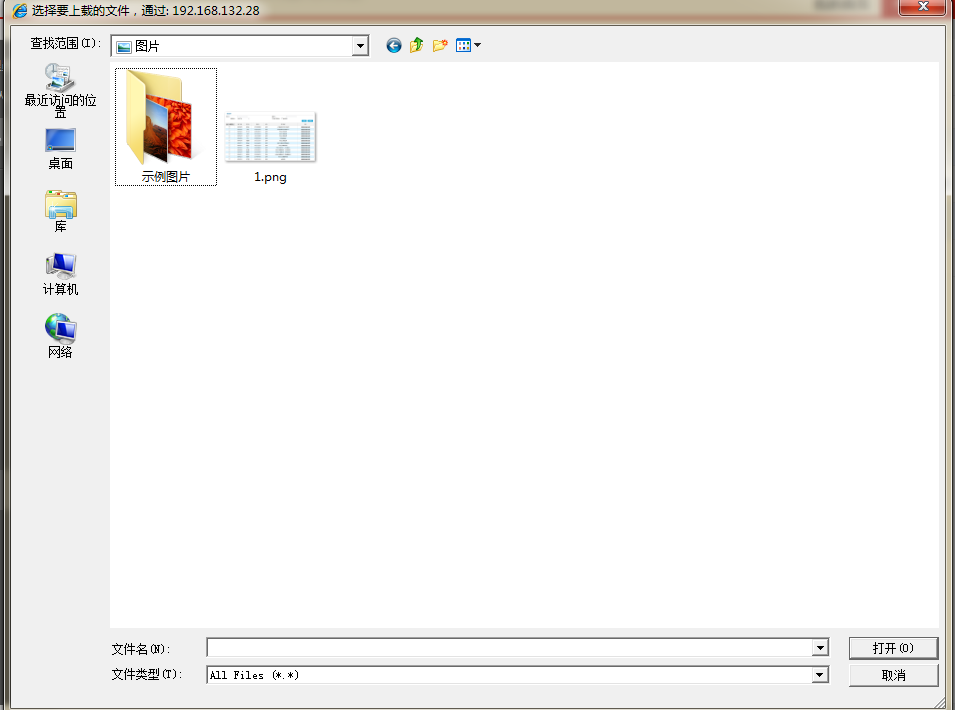 选择要上载的文件，通过: 192.168.132.28
查找范围(I):
图片
最近访问的位
置
桌面
库
计算机
网络
示例图片
1.png
文件名(N):
打开(O)
文件类型(T):
All Files (*.*)
取消